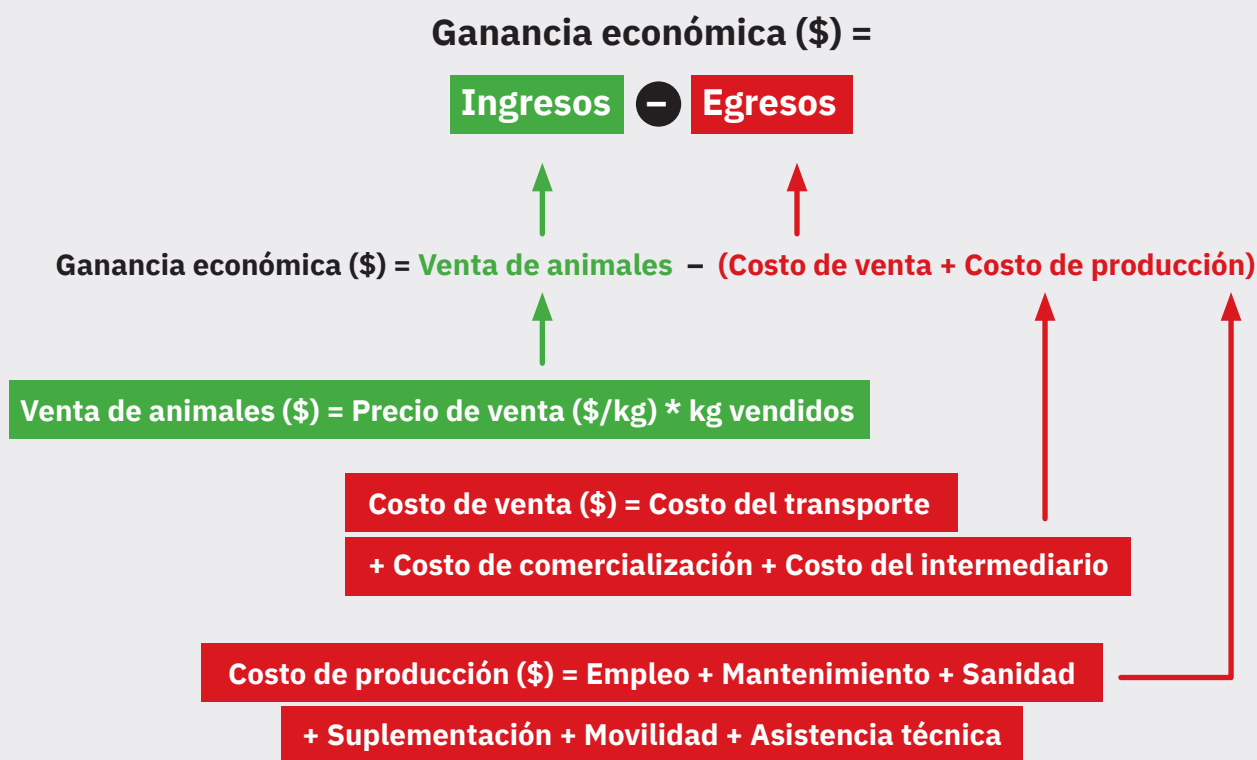 Ganancia económica ($) =
Ingresos – Egresos
Ganancia económica ($) = Venta de animales – (Costo de venta + Costo de producción)
Venta de animales ($) = Precio de venta ($/kg) * kg vendidos
Costo de venta ($) = Costo del transporte
+ Costo de comercialización + Costo del intermediario
Costo de producción ($) = Empleo + Mantenimiento + Sanidad
+ Suplementación + Movilidad + Asistencia técnica